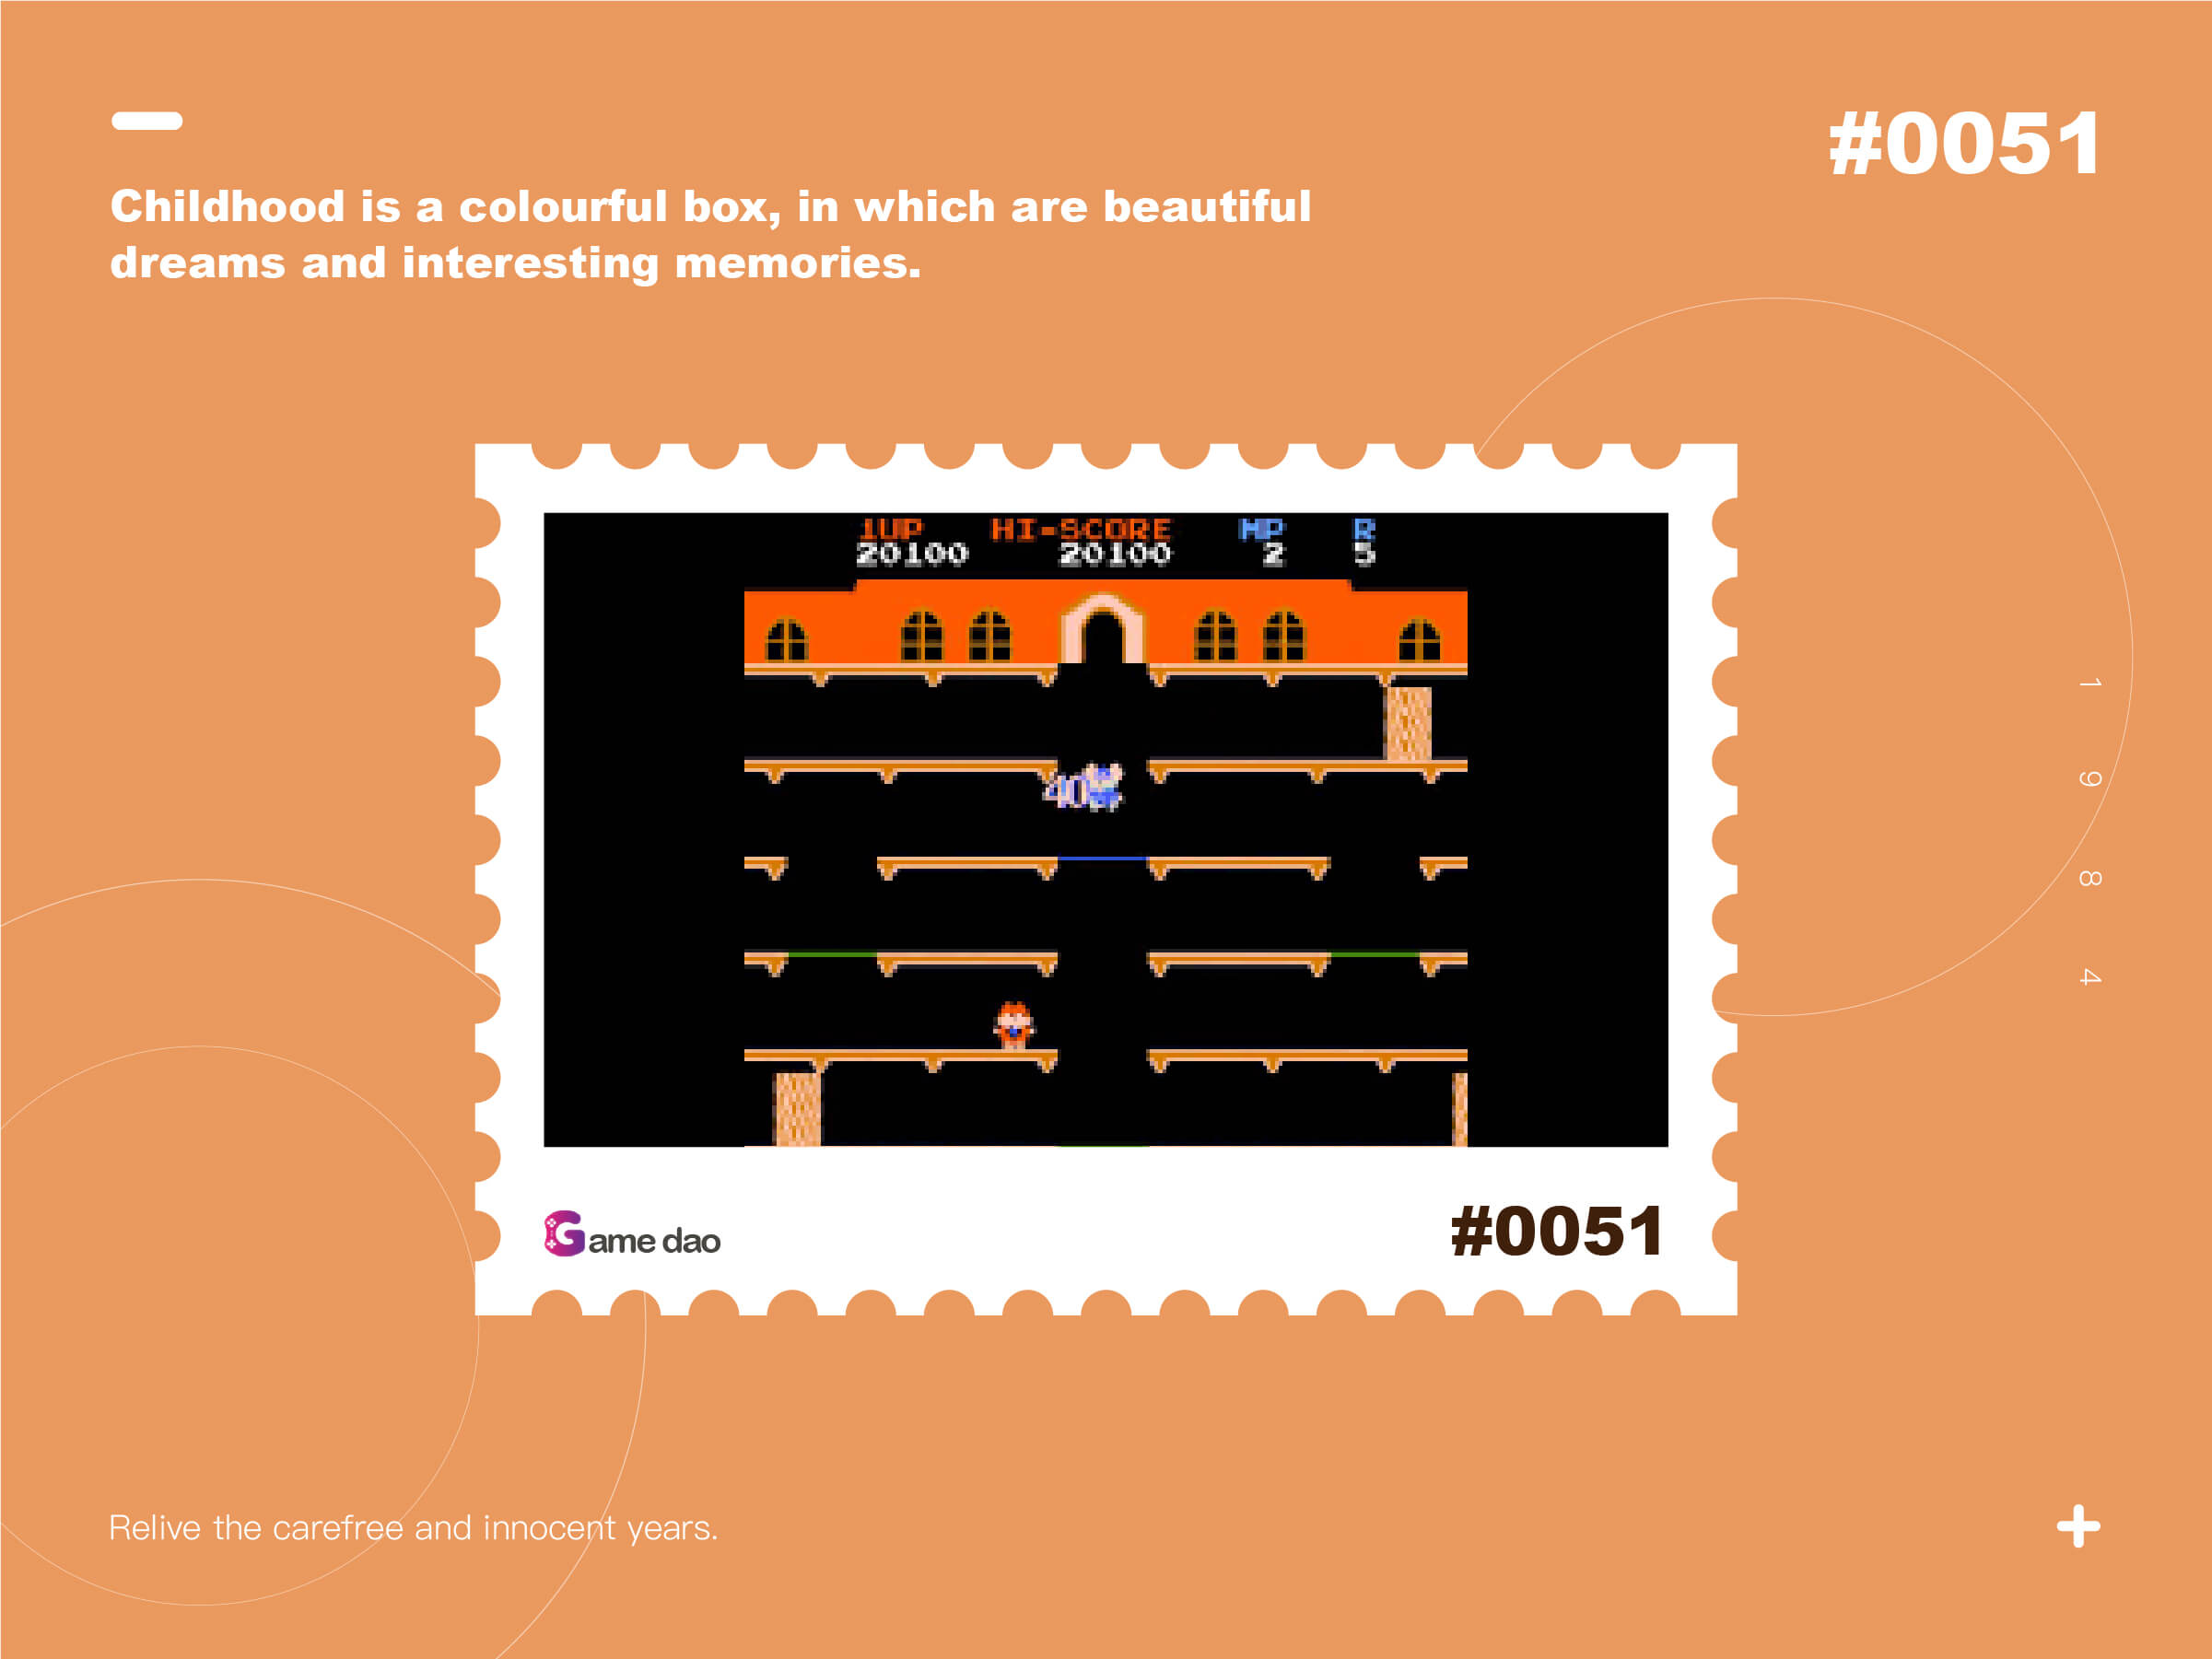 #0051
Childhood is a colourful box, in which are beautiful
dreams and interesting memories.
1UP HI-SCORE MP R
20100 20100 2 5
Game dao
#0051
1 9 8 4
Relive the carefree and innocent years.